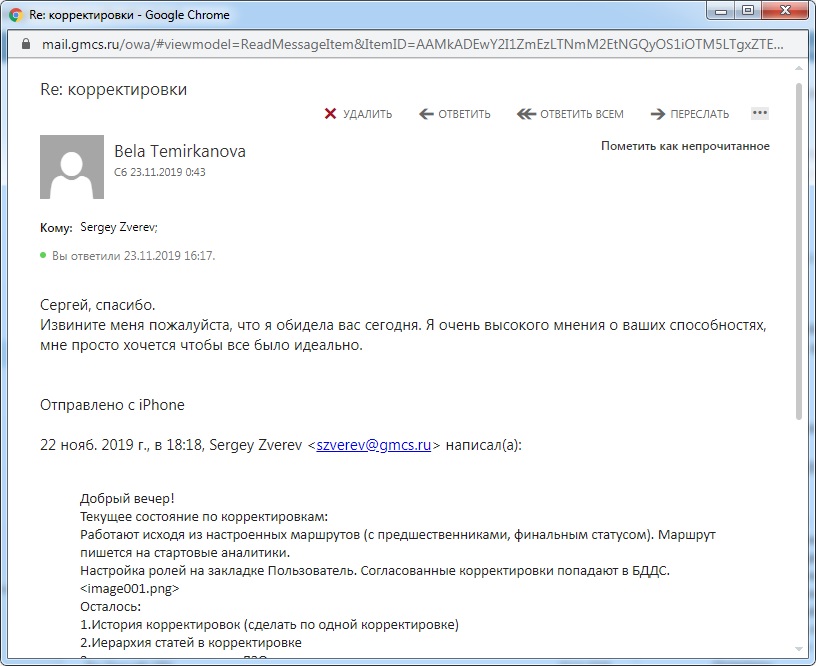 Re: корректировки - Google Chrome
mail.gmcs.ru/owa/#viewmodel=ReadMessageItem&ItemID=AAMkADEwY2I1ZmEzLTNmM2EtNGQyOS1iOTM5LTgxZTE...
Re: корректировки
УДАЛИТЬ ОТВЕТИТЬ ОТВЕТИТЬ ВСЕМ ПЕРЕСЛАТЬ •••
Bela Temirkanova
Пометить как непрочитанное
Сб 23.11.2019 0:43
Кому: Sergey Zverev;
Вы ответили 23.11.2019 16:17.
Сергей, спасибо.
Извините меня пожалуйста, что я обидела вас сегодня. Я очень высокого мнения о ваших способностях,
мне просто хочется чтобы все было идеально.
Отправлено с iPhone
22 нояб. 2019 г., в 18:18, Sergey Zverev <szverev@gmcs.ru> написал(а):
Добрый вечер!
Текущее состояние по корректировкам:
Работают исходя из настроенных маршрутов (с предшественниками, финальным статусом). Маршрут
пишется на стартовые аналитики.
Настройка ролей на закладке Пользователь. Согласованные корректировки попадают в БДДС.
<image001.png>
Осталось:
1.История корректировок (сделать по одной корректировке)
2.Иерархия статей в корректировке